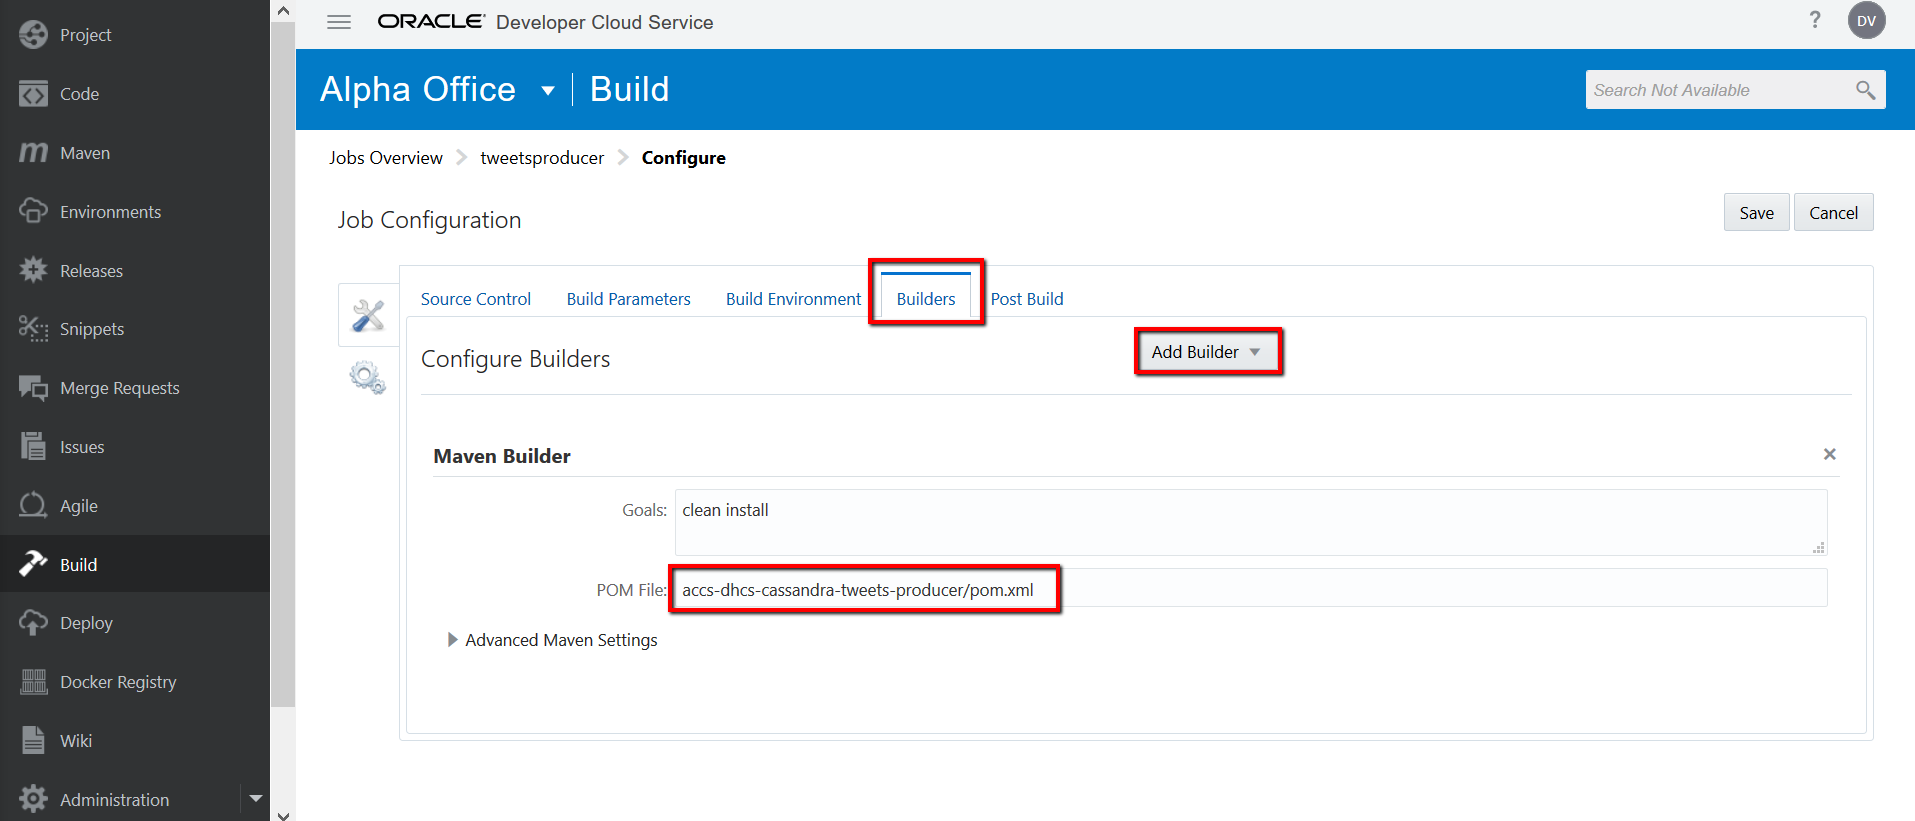 Project
Code
Maven
Environments
Releases
Snippets
Merge Requests
Issues
Agile
Build
Deploy
Docker Registry
Wiki
Administration
ORACLE Developer Cloud Service
? DV
Alpha Office Build
Search Not Available
Jobs Overview tweetsproducer Configure
Job Configuration
Save Cancel
Source Control Build Parameters Build Environment Builders Post Build
Configure Builders
Add Builder
Maven Builder
Goals: clean install
POM File: accs-dhcs-cassandra-tweets-producer/pom.xml
Advanced Maven Settings